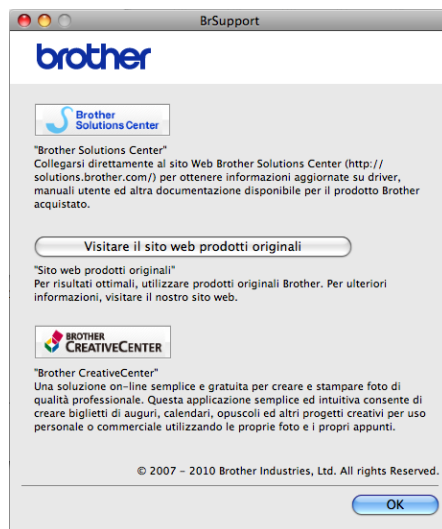 BrSupport
brother
Brother
Solutions Center
"Brother Solutions Center"
Collegarsi direttamente al sito Web Brother Solutions Center (http://
solutions.brother.com/) per ottenere informazioni aggiornate su driver,
manuali utente ed altra documentazione disponibile per il prodotto Brother
acquistato.
Visitare il sito web prodotti originali
"Sito web prodotti originali"
Per risultati ottimali, utilizzare prodotti originali Brother. Per ulteriori
informazioni, visitare il nostro sito web.
BROTHER
CREATIVECENTER
"Brother CreativeCenter"
Una soluzione on-line semplice e gratuita per creare e stampare foto di
qualità professionale. Questa applicazione semplice ed intuitiva consente di
creare biglietti di auguri, calendari, opuscoli ed altri progetti creativi per uso
personale o commerciale utilizzando le proprie foto e i propri appunti.
© 2007 – 2010 Brother Industries, Ltd. All rights Reserved.
OK